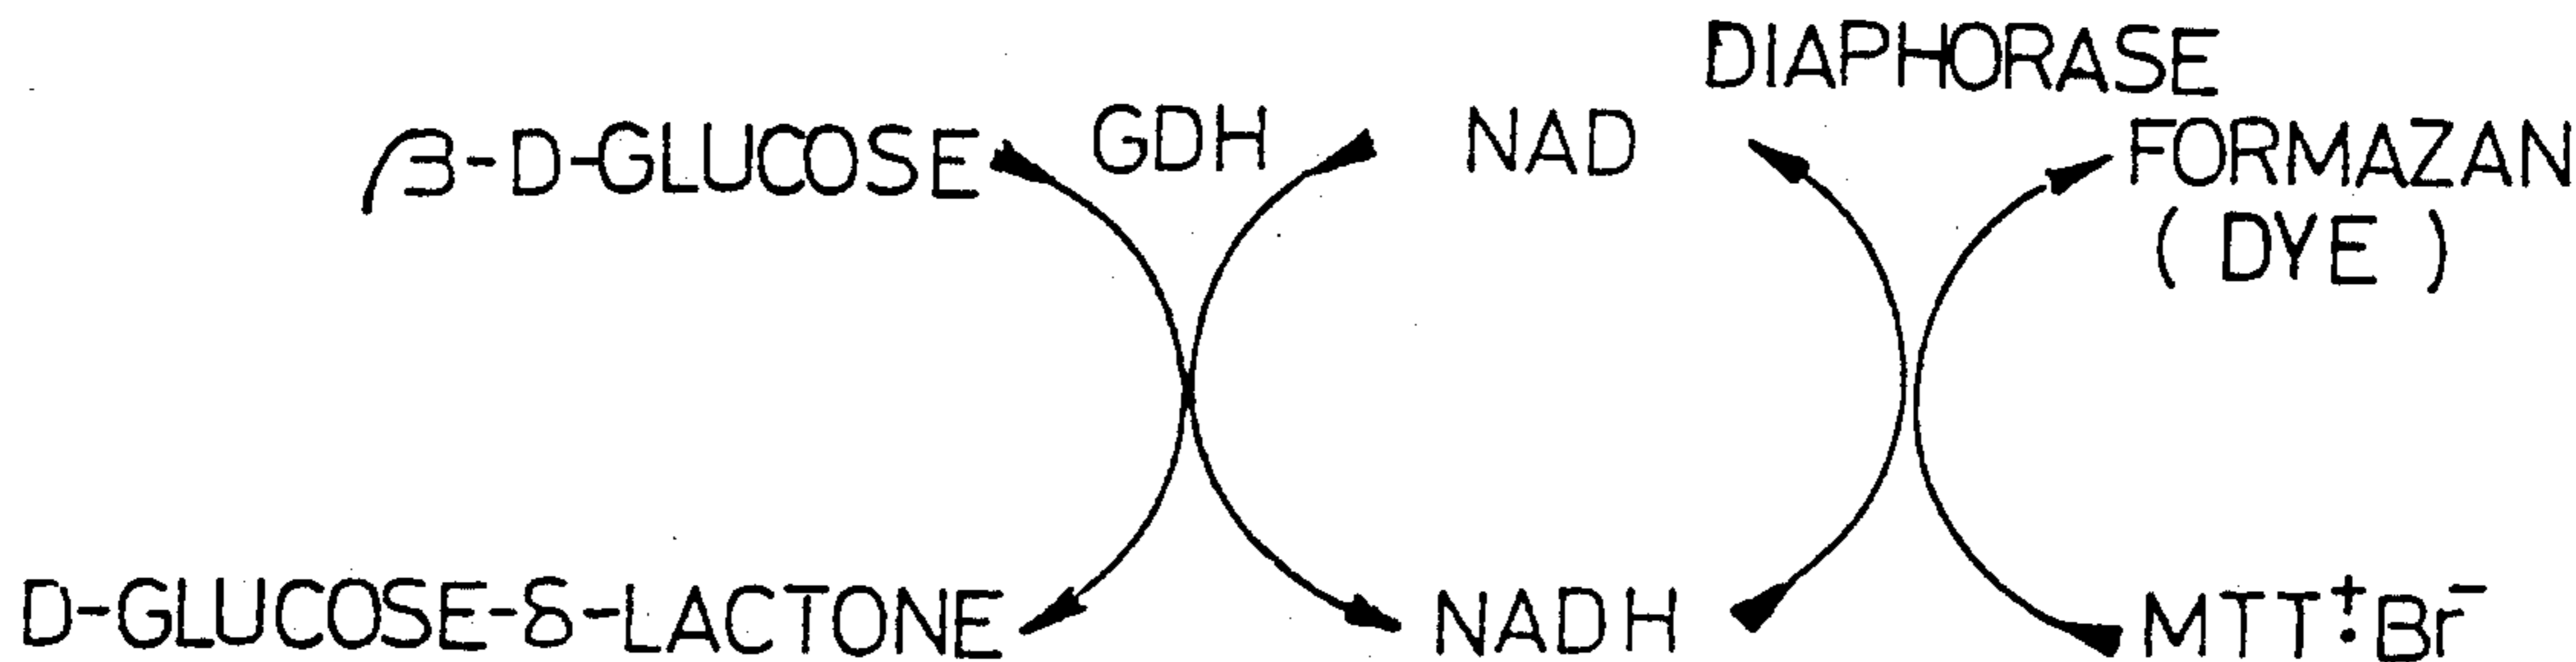 DIAPHORASE
β-D-GLUCOSE GDH NAD FORMAZAN
( DYE )
D-GLUCOSE-δ-LACTONE NADH MTT⁺·Br⁻